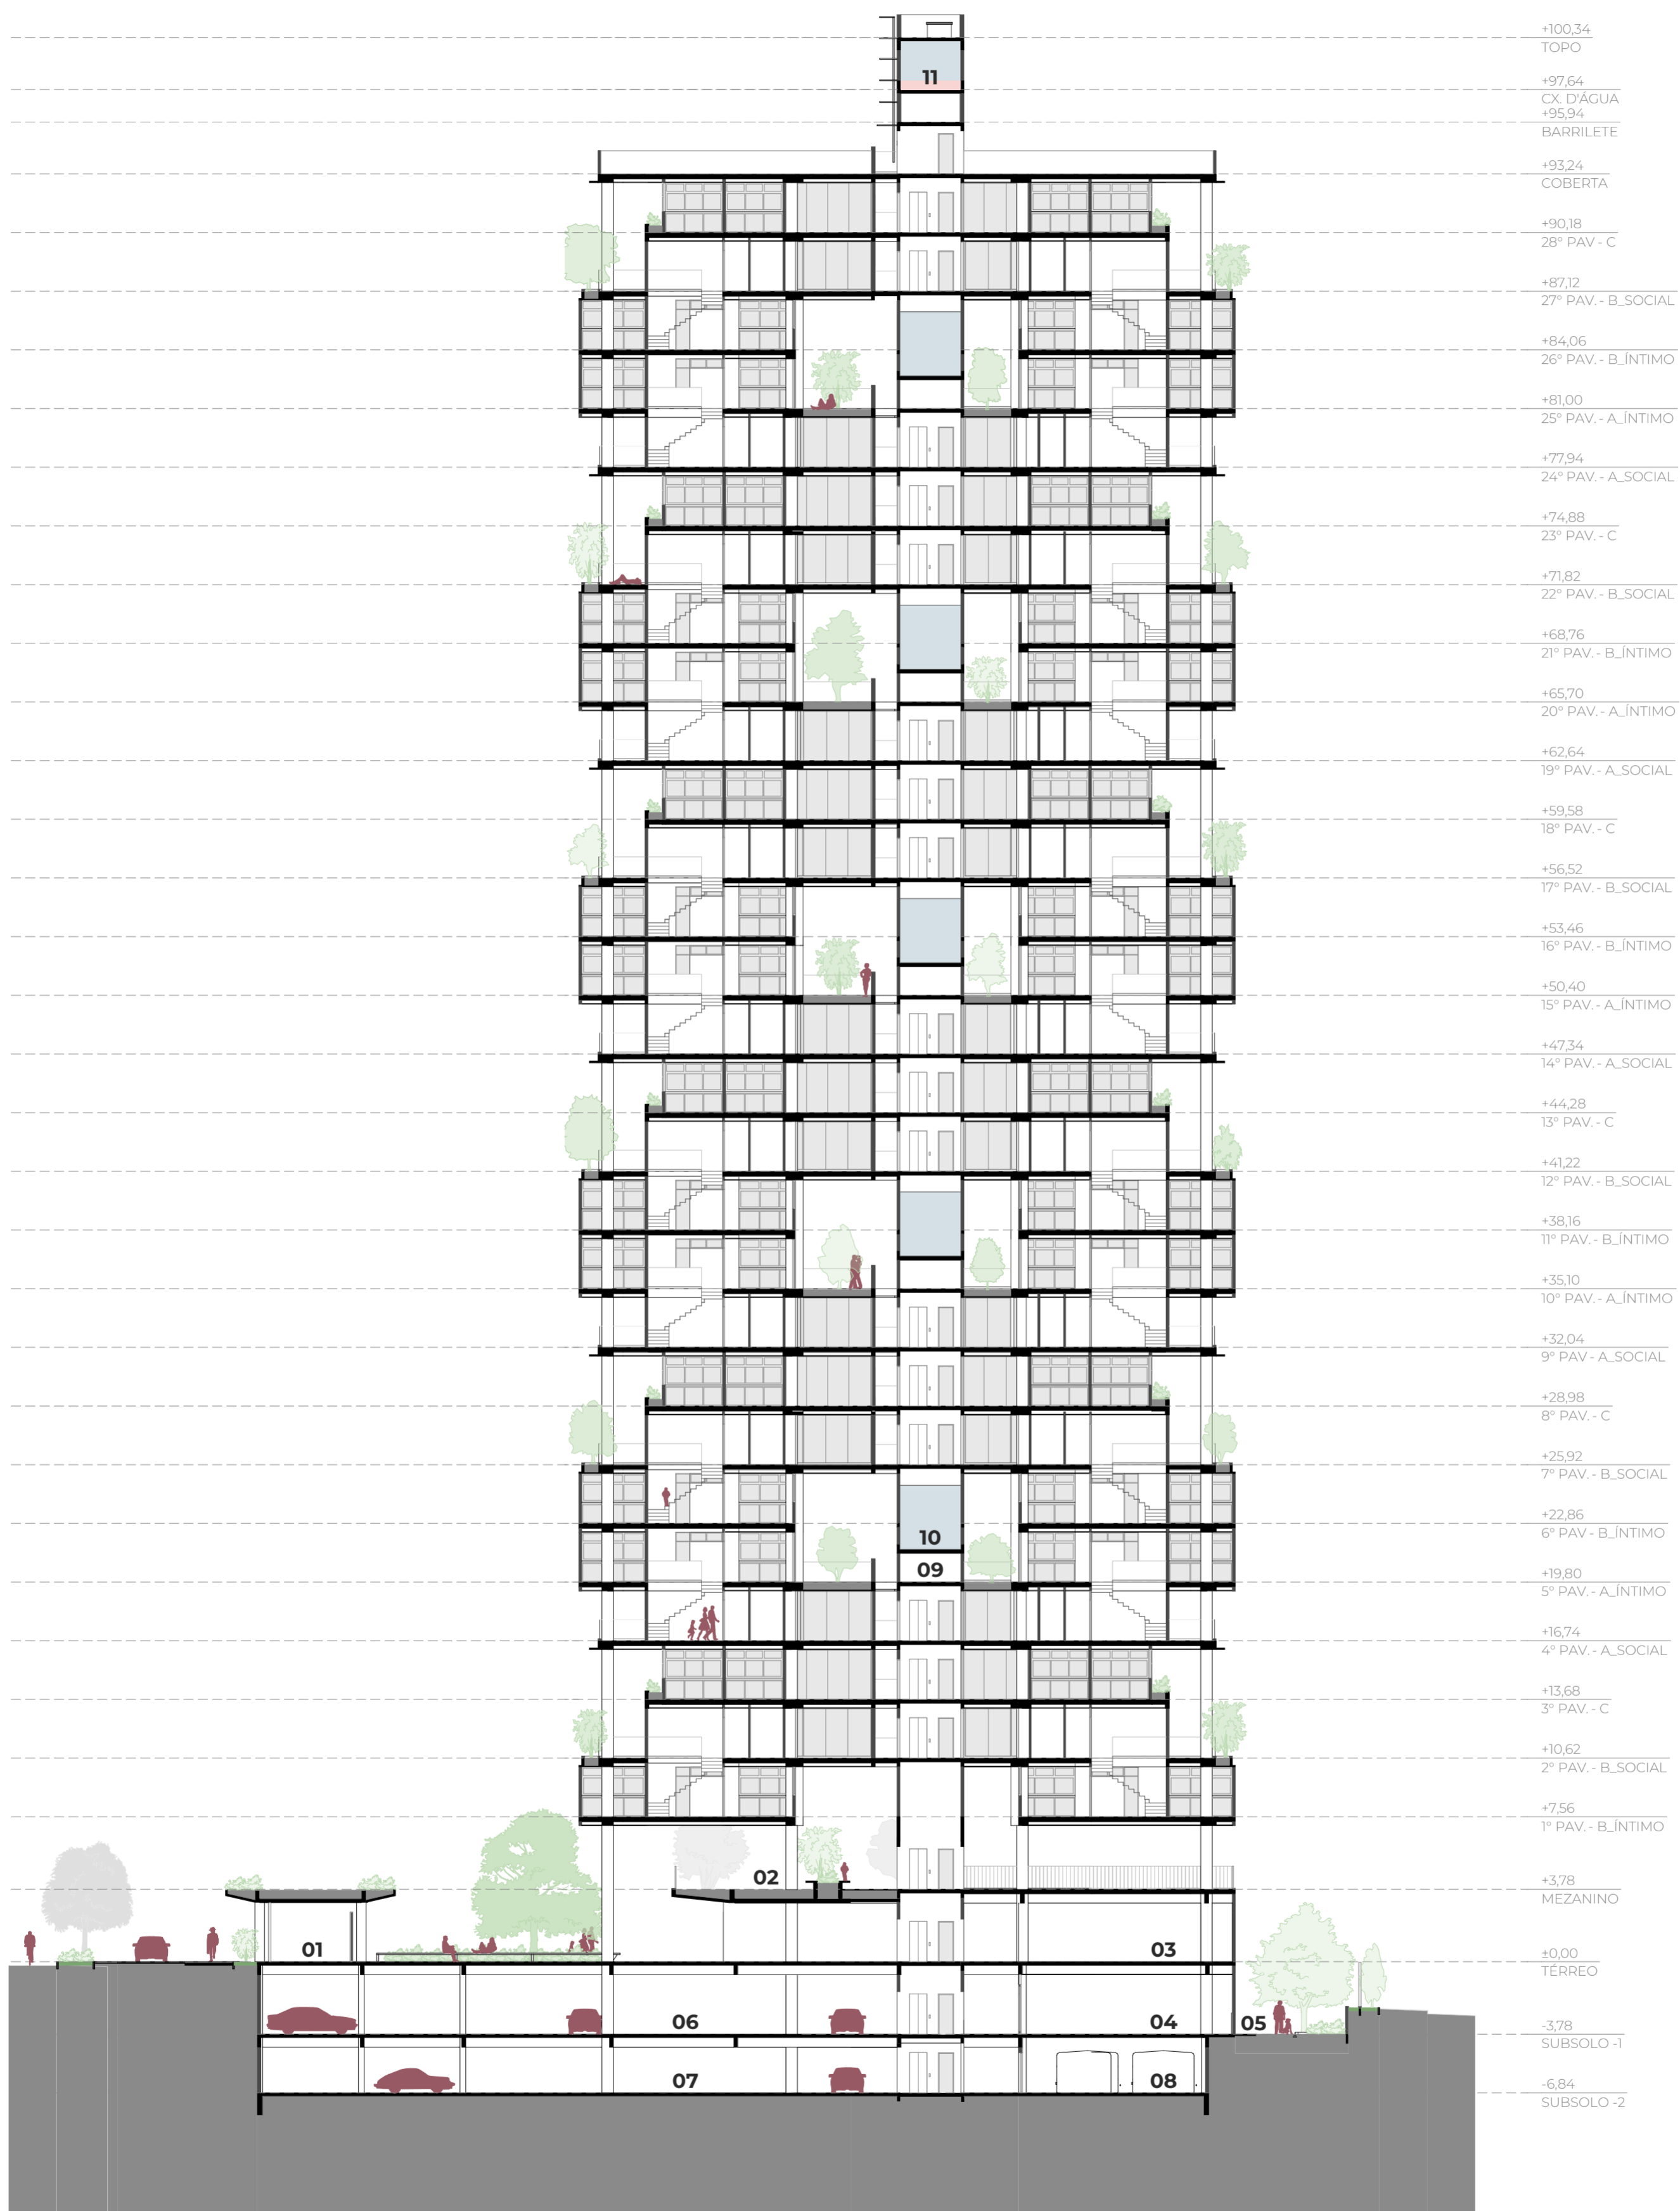 +100,34
TOPO
11
+97,64
CX. D'ÁGUA
+95,94
BARRILETE
+93,24
COBERTA
+90,18
28º PAV - C
+87,12
27º PAV. - B_SOCIAL
+84,06
26º PAV. - B_ÍNTIMO
+81,00
25º PAV. - A_ÍNTIMO
+77,94
24º PAV. - A_SOCIAL
+74,88
23º PAV. - C
+71,82
22º PAV. - B_SOCIAL
+68,76
21º PAV. - B_ÍNTIMO
+65,70
20º PAV. - A_ÍNTIMO
+62,64
19º PAV. - A_SOCIAL
+59,58
18º PAV. - C
+56,52
17º PAV. - B_SOCIAL
+53,46
16º PAV. - B_ÍNTIMO
+50,40
15º PAV. - A_ÍNTIMO
+47,34
14º PAV. - A_SOCIAL
+44,28
13º PAV. - C
+41,22
12º PAV. - B_SOCIAL
+38,16
11º PAV. - B_ÍNTIMO
+35,10
10º PAV. - A_ÍNTIMO
+32,04
9º PAV - A_SOCIAL
+28,98
8º PAV. - C
+25,92
7º PAV. - B_SOCIAL
+22,86
6º PAV - B_ÍNTIMO
10
09
+19,80
5º PAV. - A_ÍNTIMO
+16,74
4º PAV. - A_SOCIAL
+13,68
3º PAV. - C
+10,62
2º PAV. - B_SOCIAL
+7,56
1º PAV. - B_ÍNTIMO
02
+3,78
MEZANINO
01
03
±0,00
TÉRREO
06
04
05
-3,78
SUBSOLO -1
07
08
-6,84
SUBSOLO -2